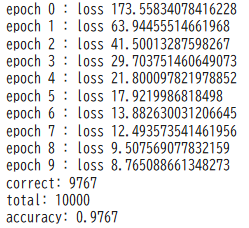 epoch 0 : loss 173.55834078416228
epoch 1 : loss 63.94455514661968
epoch 2 : loss 41.50013287598267
epoch 3 : loss 29.703751460649073
epoch 4 : loss 21.800097821978852
epoch 5 : loss 17.9219986818498
epoch 6 : loss 13.882630031206645
epoch 7 : loss 12.493573541461956
epoch 8 : loss 9.507569077832159
epoch 9 : loss 8.765088661348273
correct: 9767
total: 10000
accuracy: 0.9767